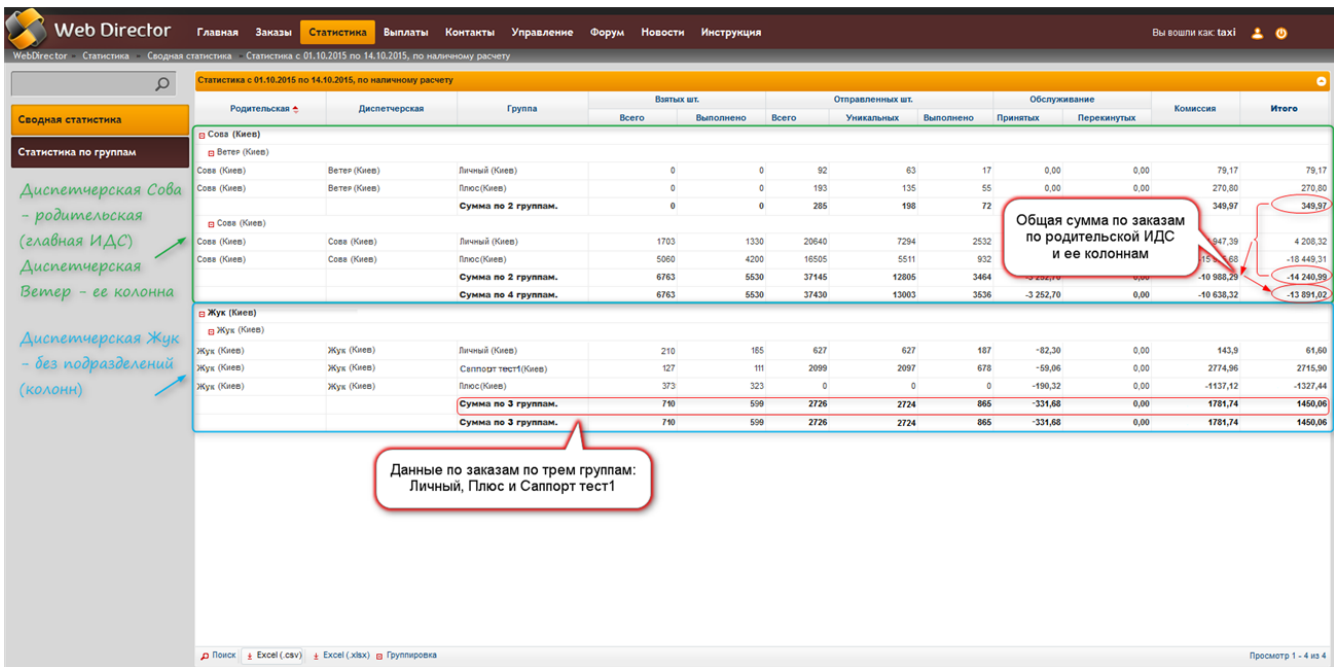 Web Director
Главная Заказы Статистика Выплаты Контакты Управление Форум Новости Инструкция
Вы вошли как: taxi
WebDirector - Статистика - Сводная статистика - Статистика с 01.10.2015 по 14.10.2015, по наличному расчету
Сводная статистика
Статистика по группам
Диспетчерская Сова
- родительская
(главная ИДС)
Диспетчерская
Ветер - ее колонна
Диспетчерская Жук
- без подразделений
(колонн)
Статистика с 01.10.2015 по 14.10.2015, по наличному расчету
Родительская Диспетчерская Группа Взятых шт. Отправленных шт. Обслуживание Комиссия Итого
Всего Выполнено Всего Уникальных Выполнено Принятых Перекинутых
Сова (Киев)
Ветер (Киев)
Сова (Киев) Ветер (Киев) Личный (Киев) 0 0 92 63 17 0,00 0,00 79,17 79,17
Сова (Киев) Ветер (Киев) Плюс(Киев) 0 0 193 135 55 0,00 0,00 270,80 270,80
Сумма по 2 группам. 0 0 285 198 72 349,97 349,97
Сова (Киев)
Сова (Киев) Сова (Киев) Личный (Киев) 1703 1330 20640 7294 2532 947,39 4 208,32
Сова (Киев) Сова (Киев) Плюс(Киев) 5060 4200 16505 5511 932 -18 449,31
Сумма по 2 группам. 6763 5530 37145 12805 3464 -3 252,70 0,00 -10 988,29 -14 240,99
Сумма по 4 группам. 6763 5530 37430 13003 3536 -3 252,70 0,00 -10 638,32 -13 891,02
Общая сумма по заказам
по родительской ИДС
и ее колоннам
Жук (Киев)
Жук (Киев)
Жук (Киев) Жук (Киев) Личный (Киев) 210 185 627 627 187 -82,30 0,00 143,9 61,60
Жук (Киев) Жук (Киев) Саппорт тест1(Киев) 127 111 2099 2097 678 -59,06 0,00 2774,96 2715,90
Жук (Киев) Жук (Киев) Плюс(Киев) 373 323 0 0 0 -190,32 0,00 -1137,12 -1327,44
Сумма по 3 группам. 710 599 2726 2724 865 -331,68 0,00 1781,74 1450,06
Сумма по 3 группам. 710 599 2726 2724 865 -331,68 0,00 1781,74 1450,06
Данные по заказам по трем группам:
Личный, Плюс и Саппорт тест1
Поиск Excel (.csv) Excel (.xlsx) Группировка
Просмотр 1 - 4 из 4